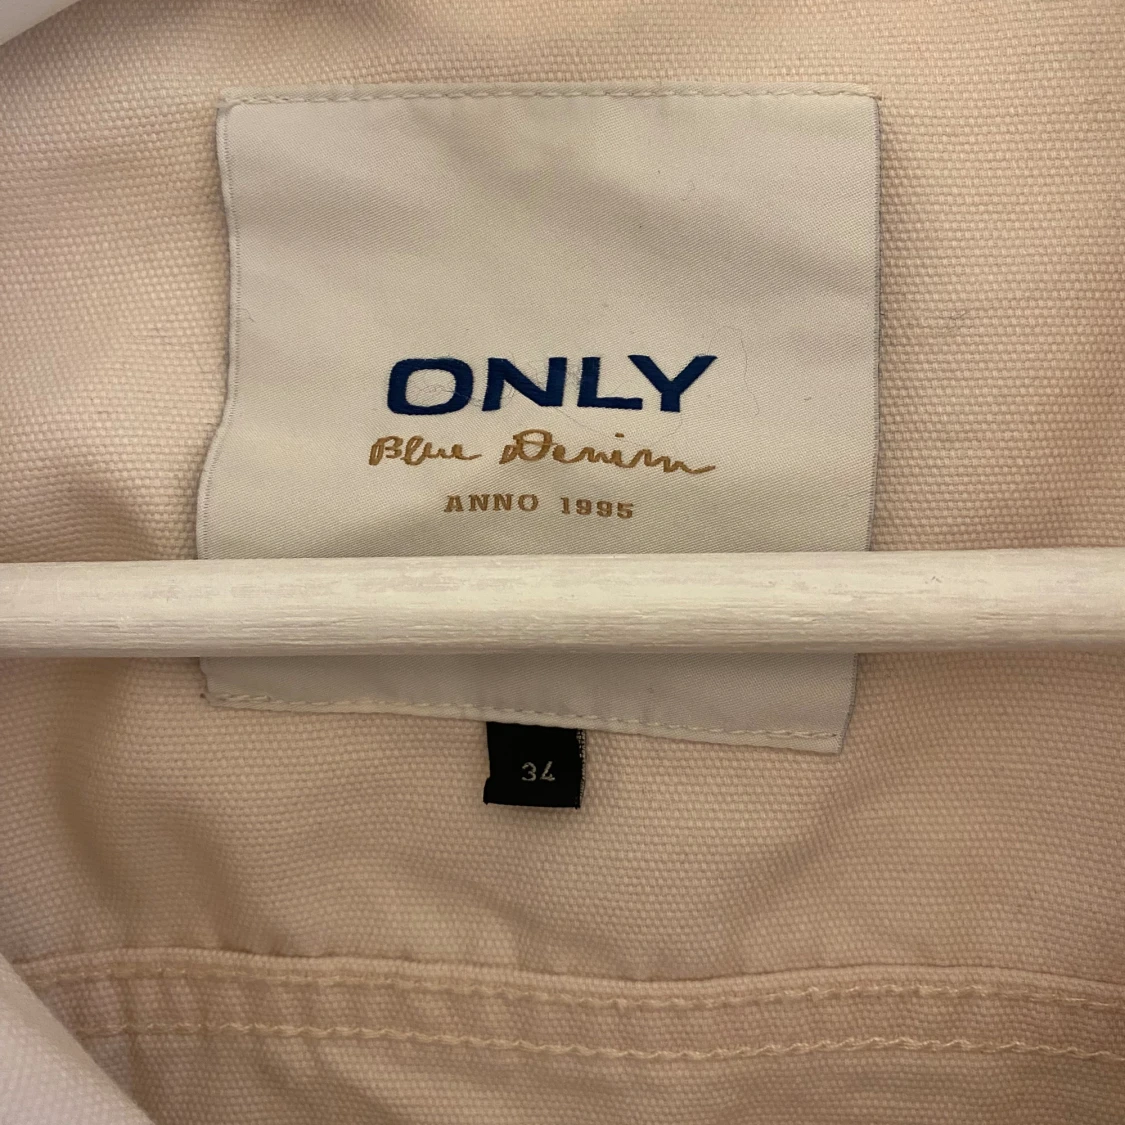 ONLY
Blue Denim
ANNO 1995
34